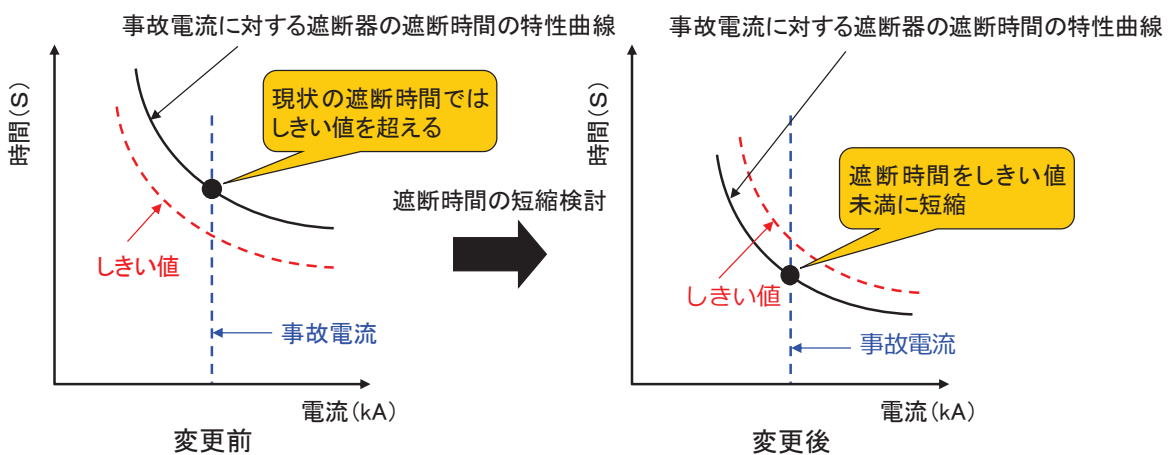 事故電流に対する遮断器の遮断時間の特性曲線
時間(S)
現状の遮断時間では
しきい値を超える
しきい値
事故電流
電流(kA)
変更前
遮断時間の短縮検討
事故電流に対する遮断器の遮断時間の特性曲線
時間(S)
遮断時間をしきい値
未満に短縮
しきい値
事故電流
電流(kA)
変更後